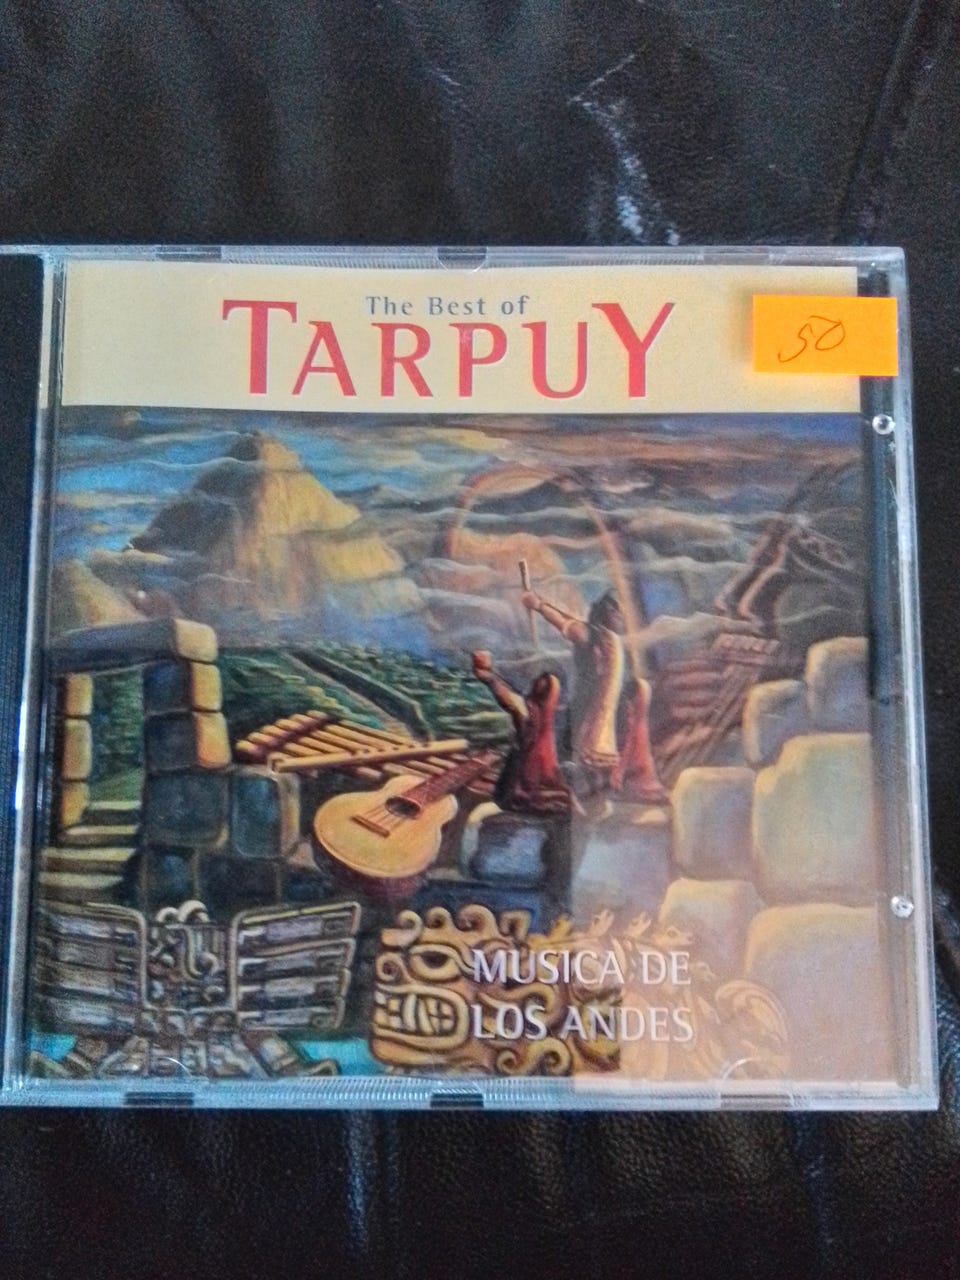 The Best of
TARPUY
50
MUSICA DE
LOS ANDES